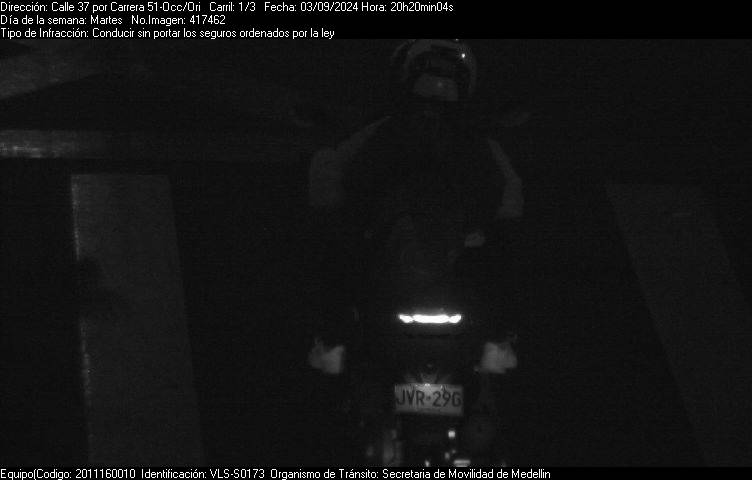 Dirección: Calle 37 por Carrera 51-Occ/Ori Carril: 1/3 Fecha: 03/09/2024 Hora: 20h20min04s
Día de la semana: Martes No.Imagen: 417462
Tipo de Infracción: Conducir sin portar los seguros ordenados por la ley
JVR·29G
Equipo(Codigo: 2011160010 Identificación: VLS-S0173 Organismo de Tránsito: Secretaria de Movilidad de Medellin